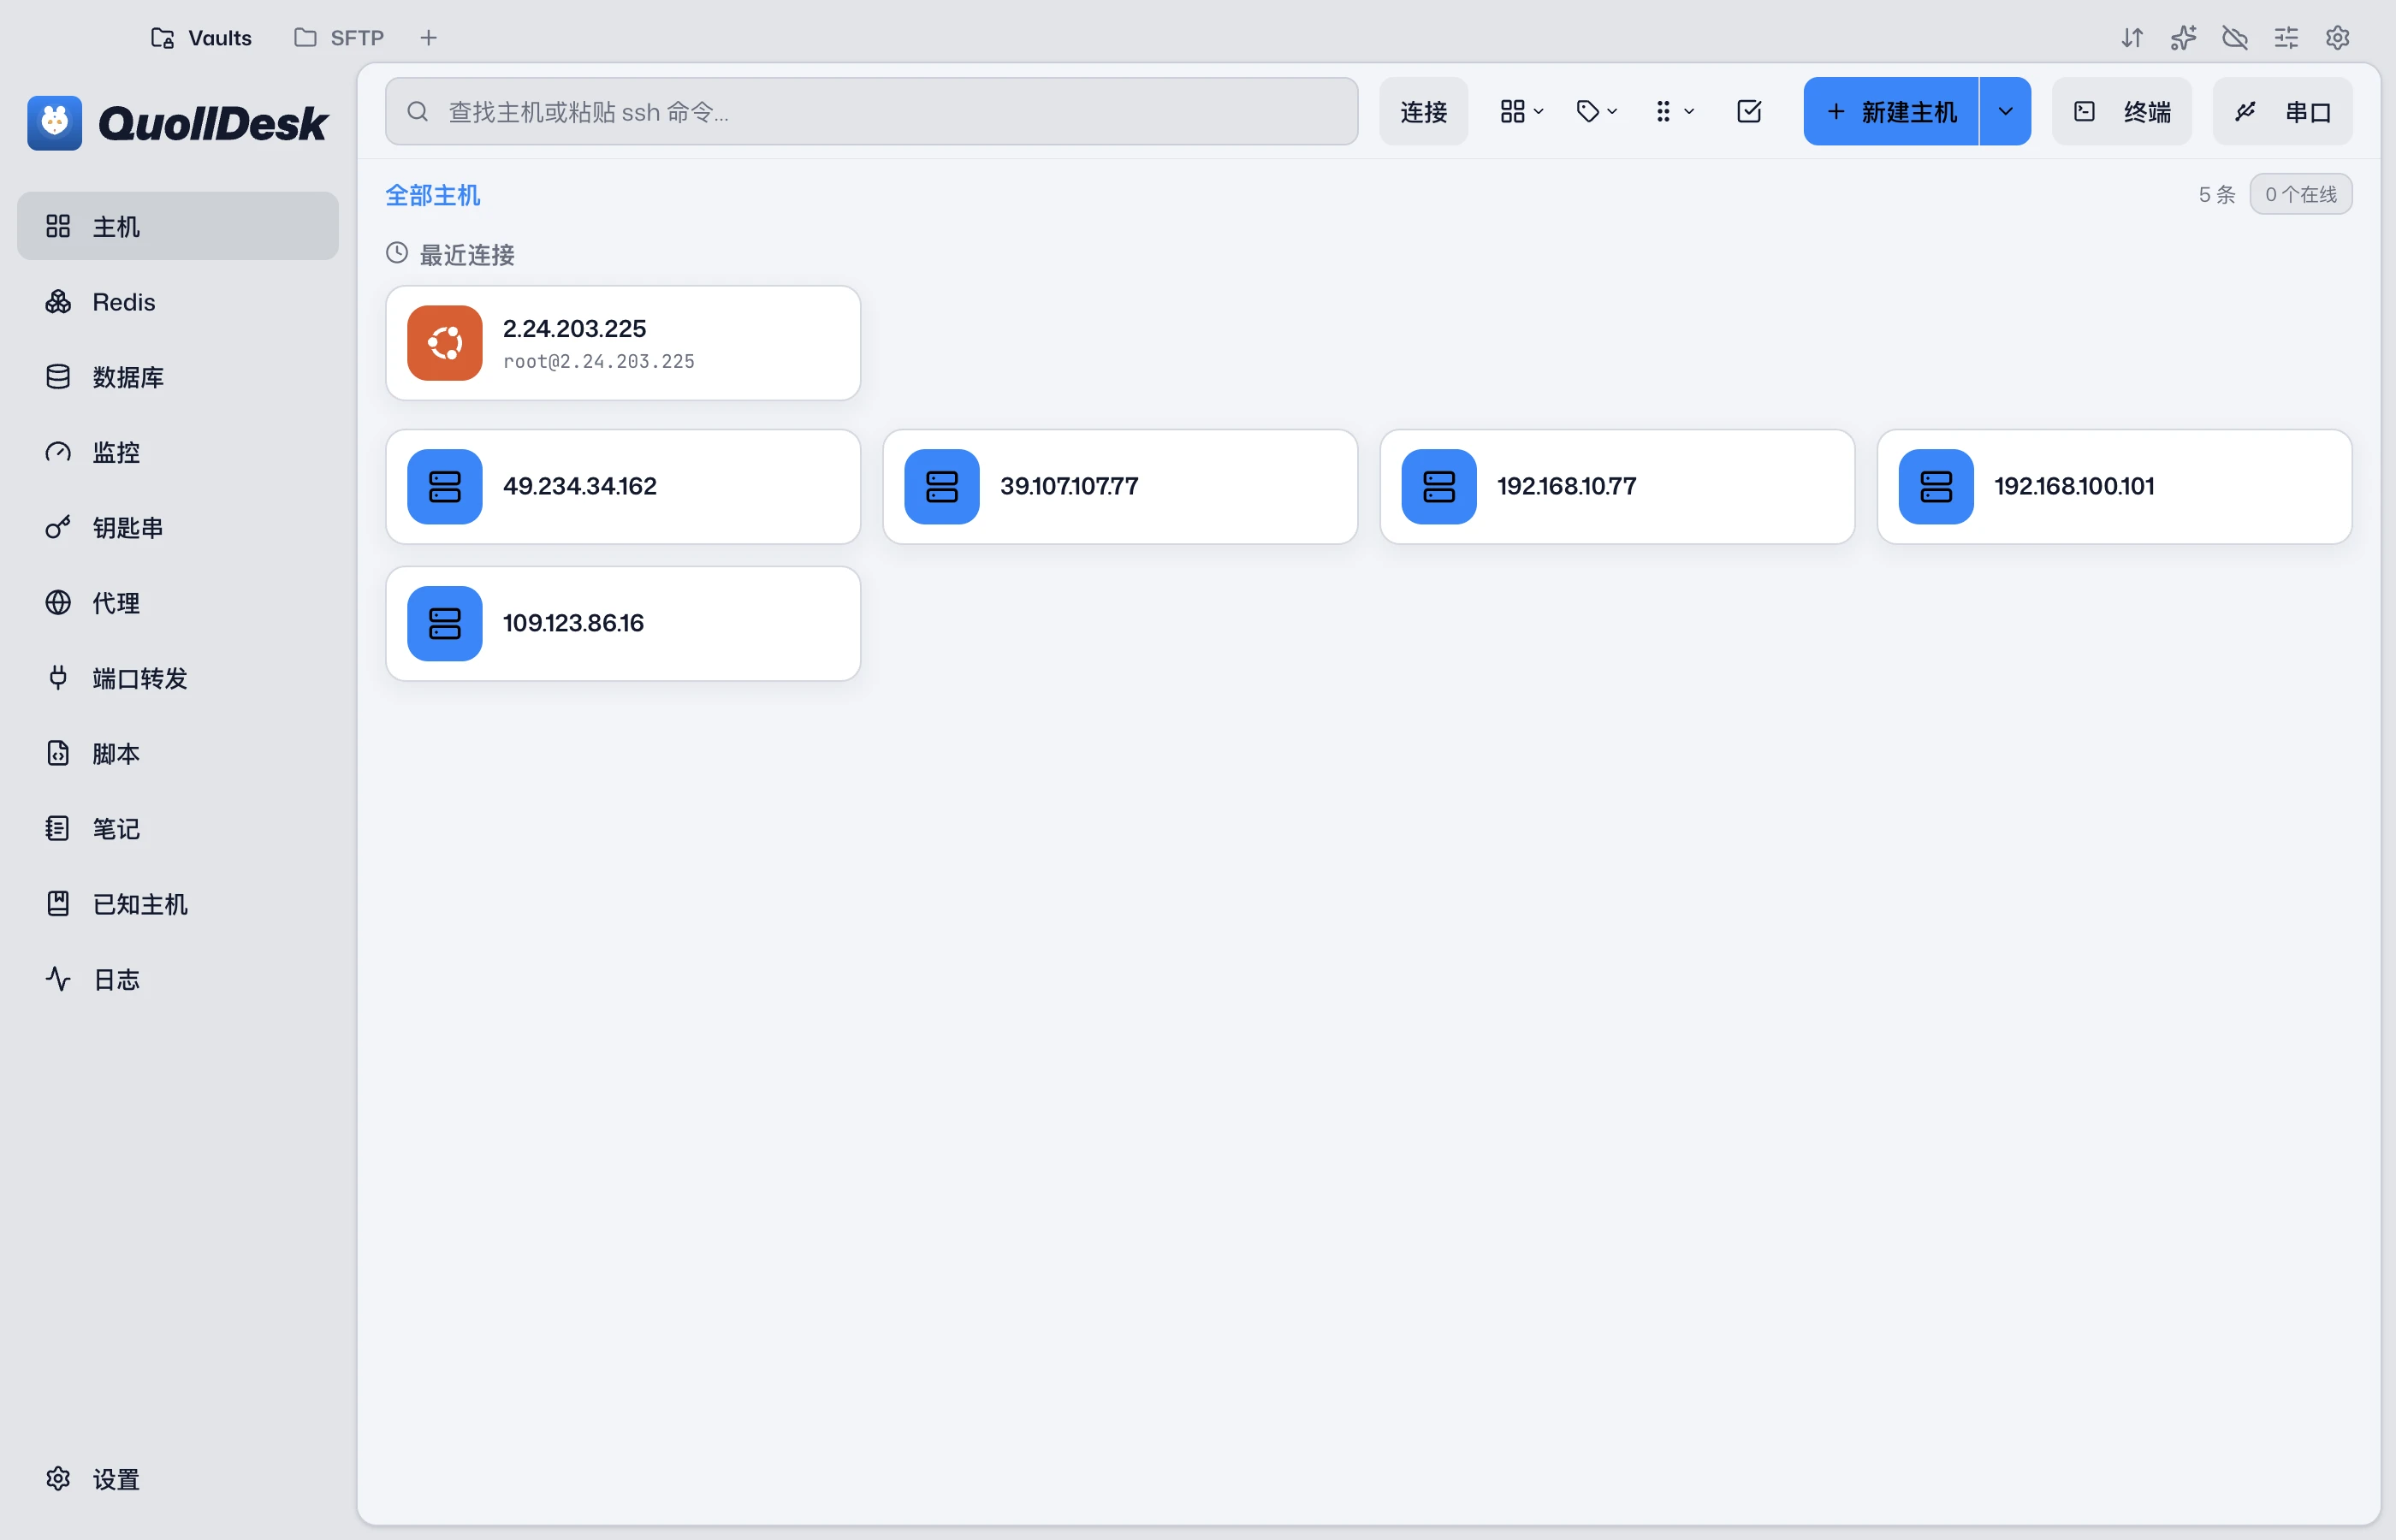 Vaults
SFTP
QuollDesk
主机
Redis
数据库
监控
钥匙串
代理
端口转发
脚本
笔记
已知主机
日志
设置
查找主机或粘贴 ssh 命令...
连接
新建主机
终端
串口
全部主机
5 条
0 个在线
最近连接
2.24.203.225
root@2.24.203.225
49.234.34.162
39.107.107.77
192.168.10.77
192.168.100.101
109.123.86.16